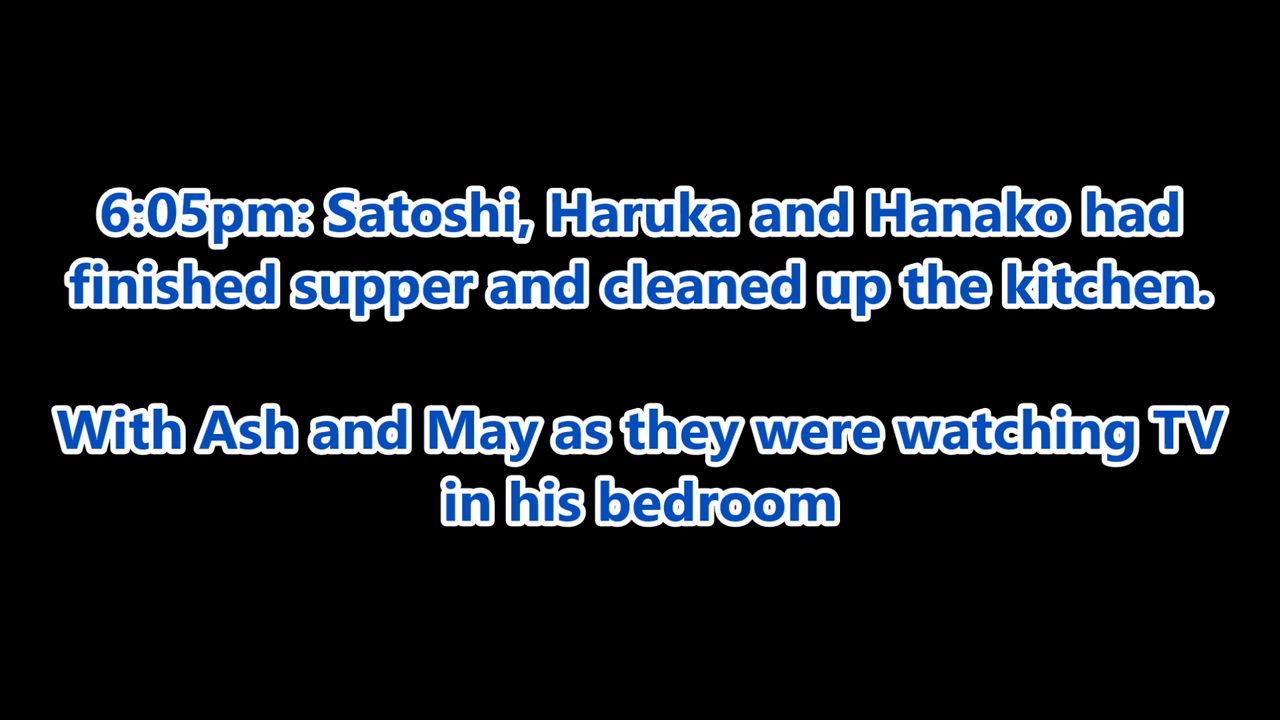 6:05pm: Satoshi, Haruka and Hanako had
finished supper and cleaned up the kitchen.
With Ash and May as they were watching TV
in his bedroom